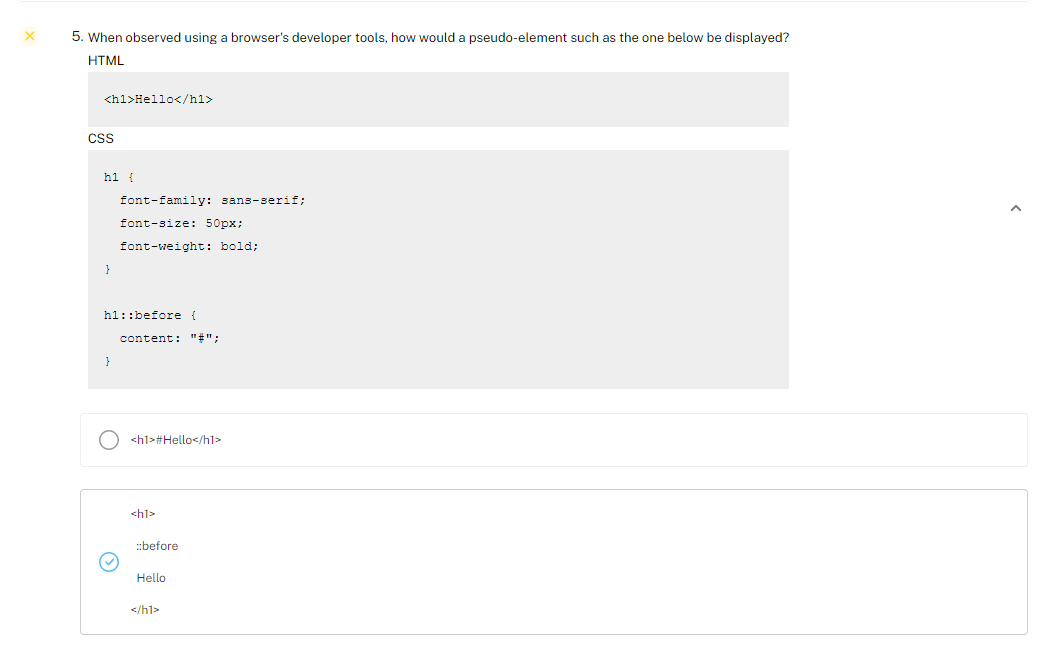 5. When observed using a browser's developer tools, how would a pseudo-element such as the one below be displayed?
HTML
<h1>Hello</h1>
CSS
h1 {
  font-family: sans-serif;
  font-size: 50px;
  font-weight: bold;
}
h1::before {
  content: "#";
}
<h1>#Hello</h1>
<h1>
::before
Hello
</h1>